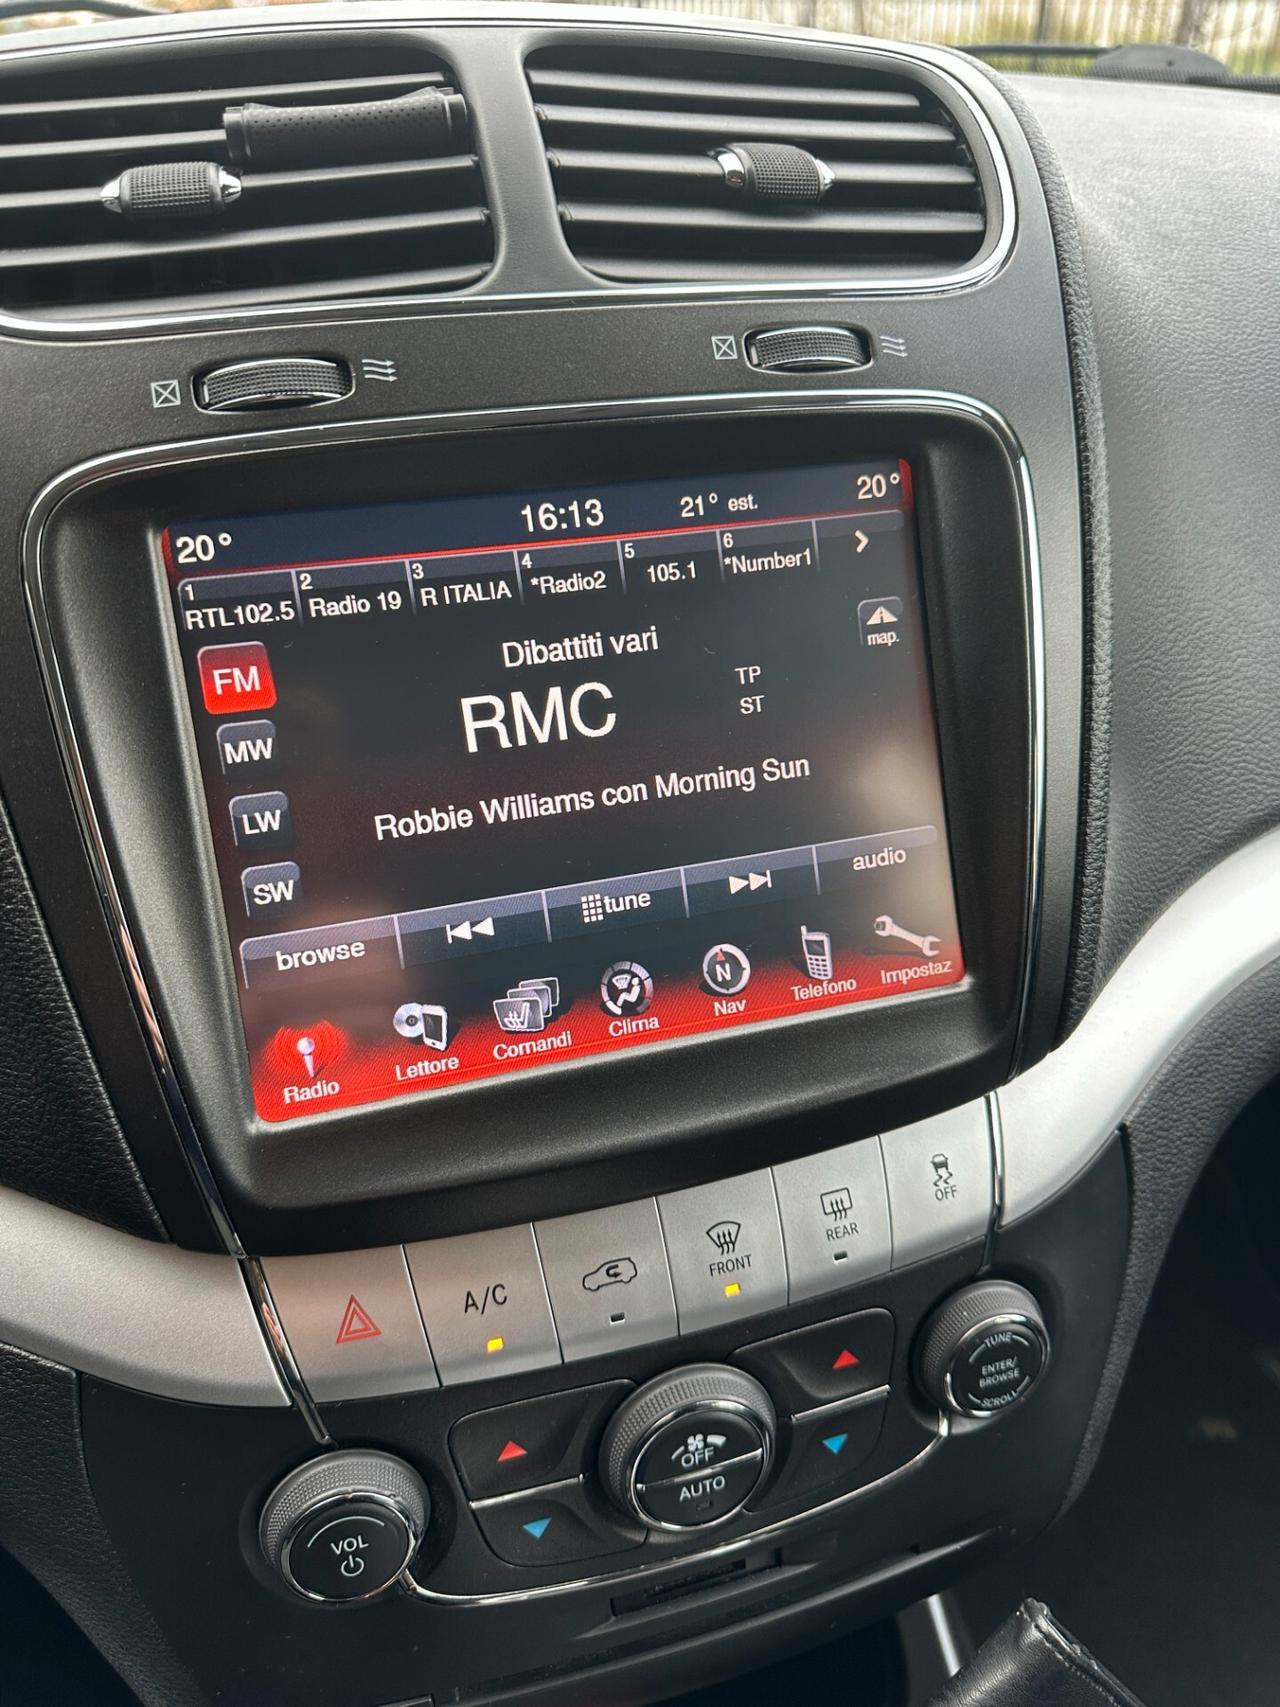 20° 16:13 21° est. 20°
1 2 3 4 5 6
RTL102.5 Radio 19 R ITALIA *Radio2 105.1 *Number1
map.
Dibattiti vari
FM
RMC TP
ST
MW
Robbie Williams con Morning Sun
LW
SW
browse tune audio
Radio Lettore Comandi Clima Nav Telefono Impostaz
N
A/C FRONT REAR OFF
VOL
OFF
AUTO
TUNE
ENTER/
BROWSE
SCROLL